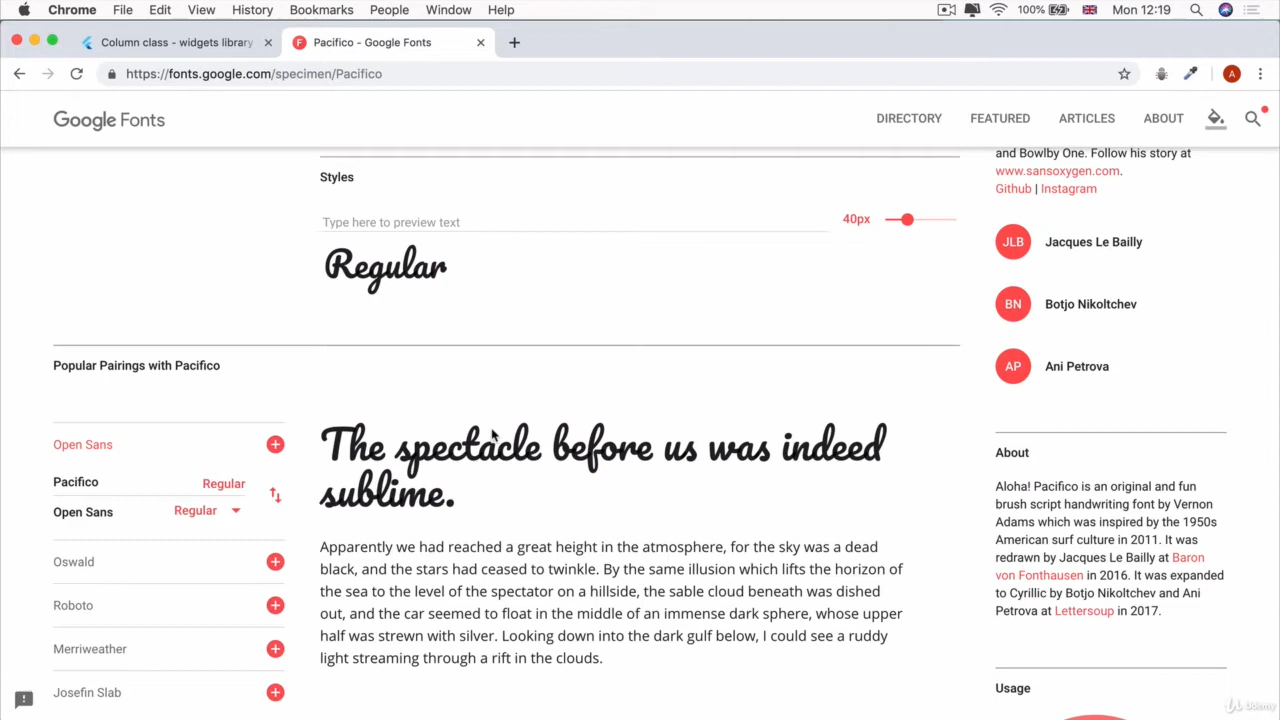 Chrome File Edit View History Bookmarks People Window Help 100% Mon 12:19
Column class - widgets library
Pacifico - Google Fonts
https://fonts.google.com/specimen/Pacifico
A
Google Fonts
DIRECTORY FEATURED ARTICLES ABOUT
Styles
Type here to preview text
40px
Regular
Popular Pairings with Pacifico
Open Sans
Pacifico Regular
Open Sans Regular
Oswald
Roboto
Merriweather
Josefin Slab
The spectacle before us was indeed
sublime.
Apparently we had reached a great height in the atmosphere, for the sky was a dead
black, and the stars had ceased to twinkle. By the same illusion which lifts the horizon of
the sea to the level of the spectator on a hillside, the sable cloud beneath was dished
out, and the car seemed to float in the middle of an immense dark sphere, whose upper
half was strewn with silver. Looking down into the dark gulf below, I could see a ruddy
light streaming through a rift in the clouds.
and Bowlby One. Follow his story at
www.sansoxygen.com.
Github | Instagram
JLB Jacques Le Bailly
BN Botjo Nikoltchev
AP Ani Petrova
About
Aloha! Pacifico is an original and fun
brush script handwriting font by Vernon
Adams which was inspired by the 1950s
American surf culture in 2011. It was
redrawn by Jacques Le Bailly at Baron
von Fonthausen in 2016. It was expanded
to Cyrillic by Botjo Nikoltchev and Ani
Petrova at Lettersoup in 2017.
Usage
Udemy